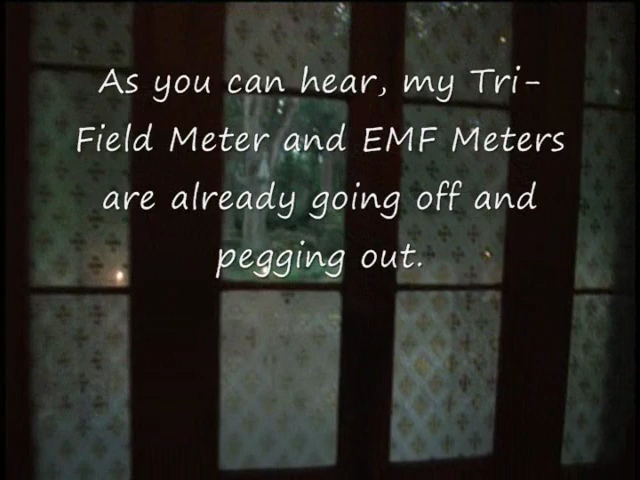 As you can hear, my Tri-
Field Meter and EMF Meters
are already going off and
pegging out.